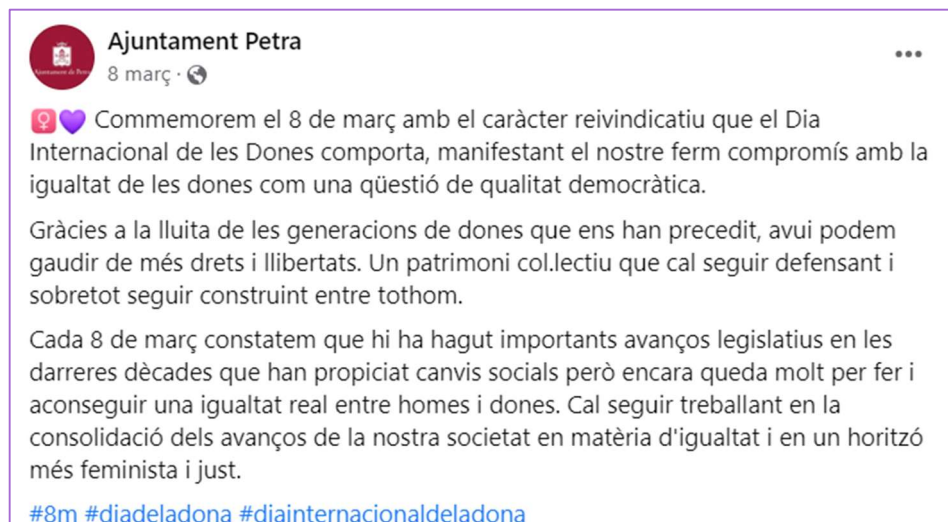 Ajuntament Petra
8 març ·
Commemorem el 8 de març amb el caràcter reivindicatiu que el Dia
Internacional de les Dones comporta, manifestant el nostre ferm compromís amb la
igualtat de les dones com una qüestió de qualitat democràtica.
Gràcies a la lluita de les generacions de dones que ens han precedit, avui podem
gaudir de més drets i llibertats. Un patrimoni col.lectiu que cal seguir defensant i
sobretot seguir construint entre tothom.
Cada 8 de març constatem que hi ha hagut importants avanços legislatius en les
darreres dècades que han propiciat canvis socials però encara queda molt per fer i
aconseguir una igualtat real entre homes i dones. Cal seguir treballant en la
consolidació dels avanços de la nostra societat en matèria d'igualtat i en un horitzó
més feminista i just.
#8m #diadeladona #diainternacionaldeladona